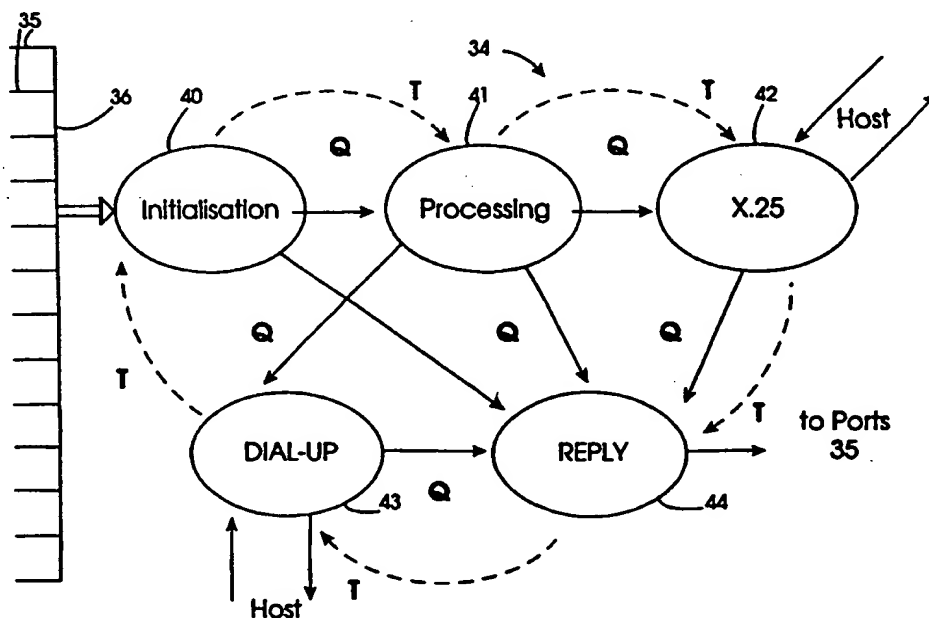 35
36
40
T
41
34
T
42
Host
Q
Q
Initialisation
Processing
X.25
Q
Q
Q
T
T
to Ports
35
DIAL-UP
REPLY
Q
43
44
T
Host